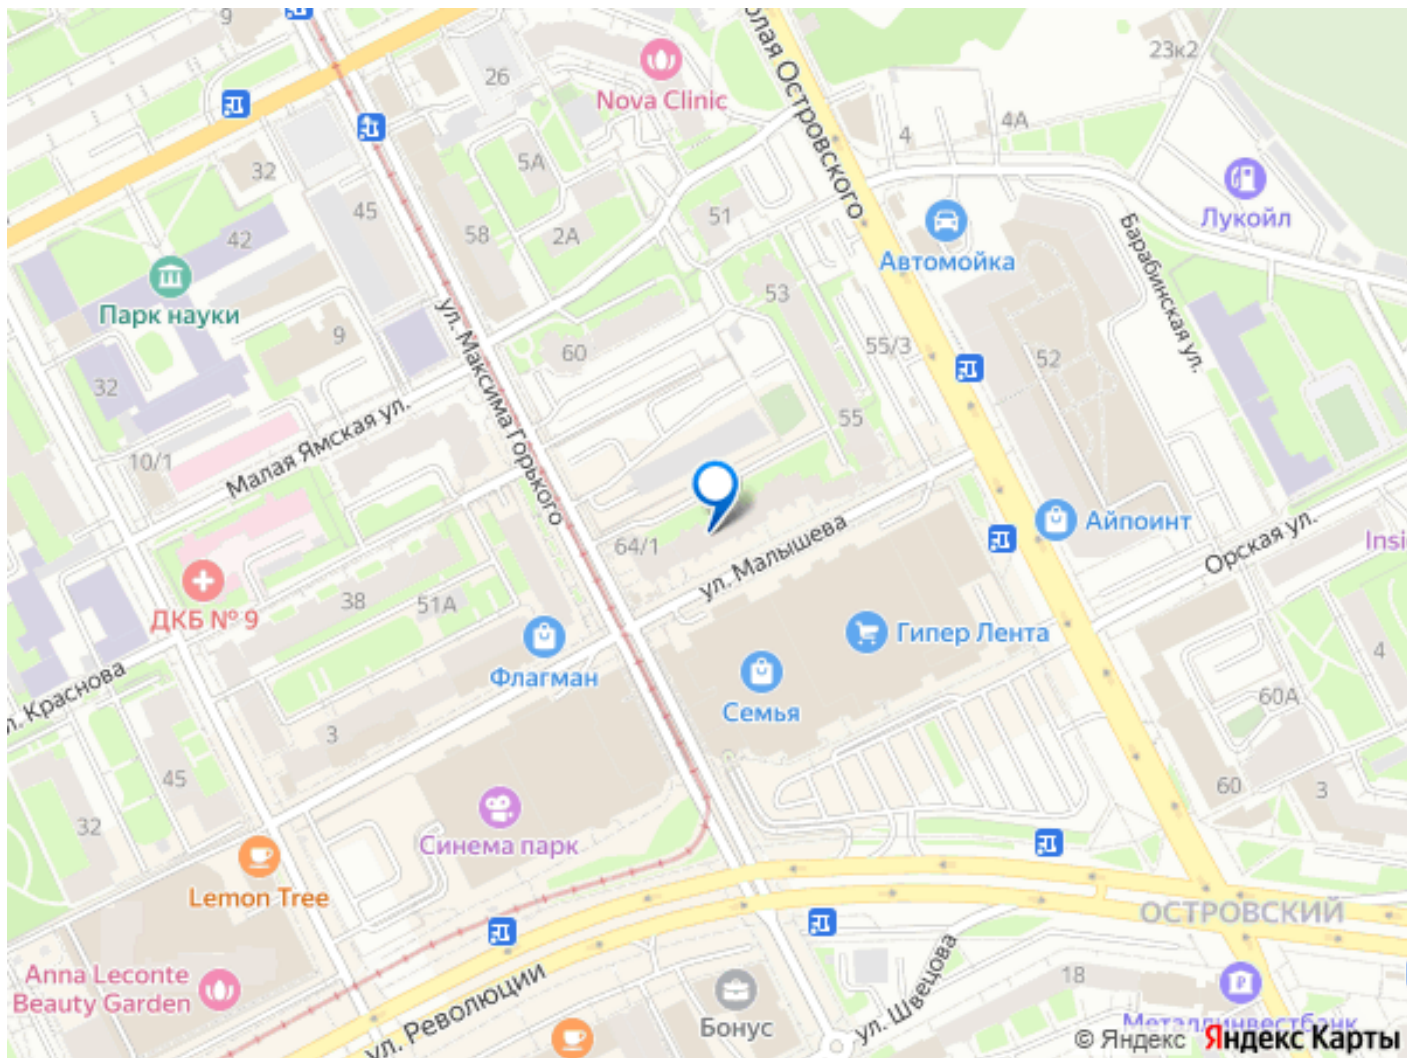 9
26
Nova Clinic
23к2
4А
4
5А
32
45
58
2А
51
лая Островского
Лукойл
Автомойка
Барабинская ул.
42
Парк науки
9
32
ул. Максима Горького
60
53
55/3
52
55
10/1
Малая Ямская ул.
64/1
ул. Малышева
Айпоинт
Орская ул.
Insi
ДКБ № 9
38
51А
Флагман
Гипер Лента
Семья
4
60А
л. Краснова
3
45
32
60
3
Синема парк
Lemon Tree
ОСТРОВСКИЙ
Anna Leconte
Beauty Garden
ул. Революции
Бонус
ул. Швецова
18
Металлинвестбанк
© Яндекс Яндекс Карты